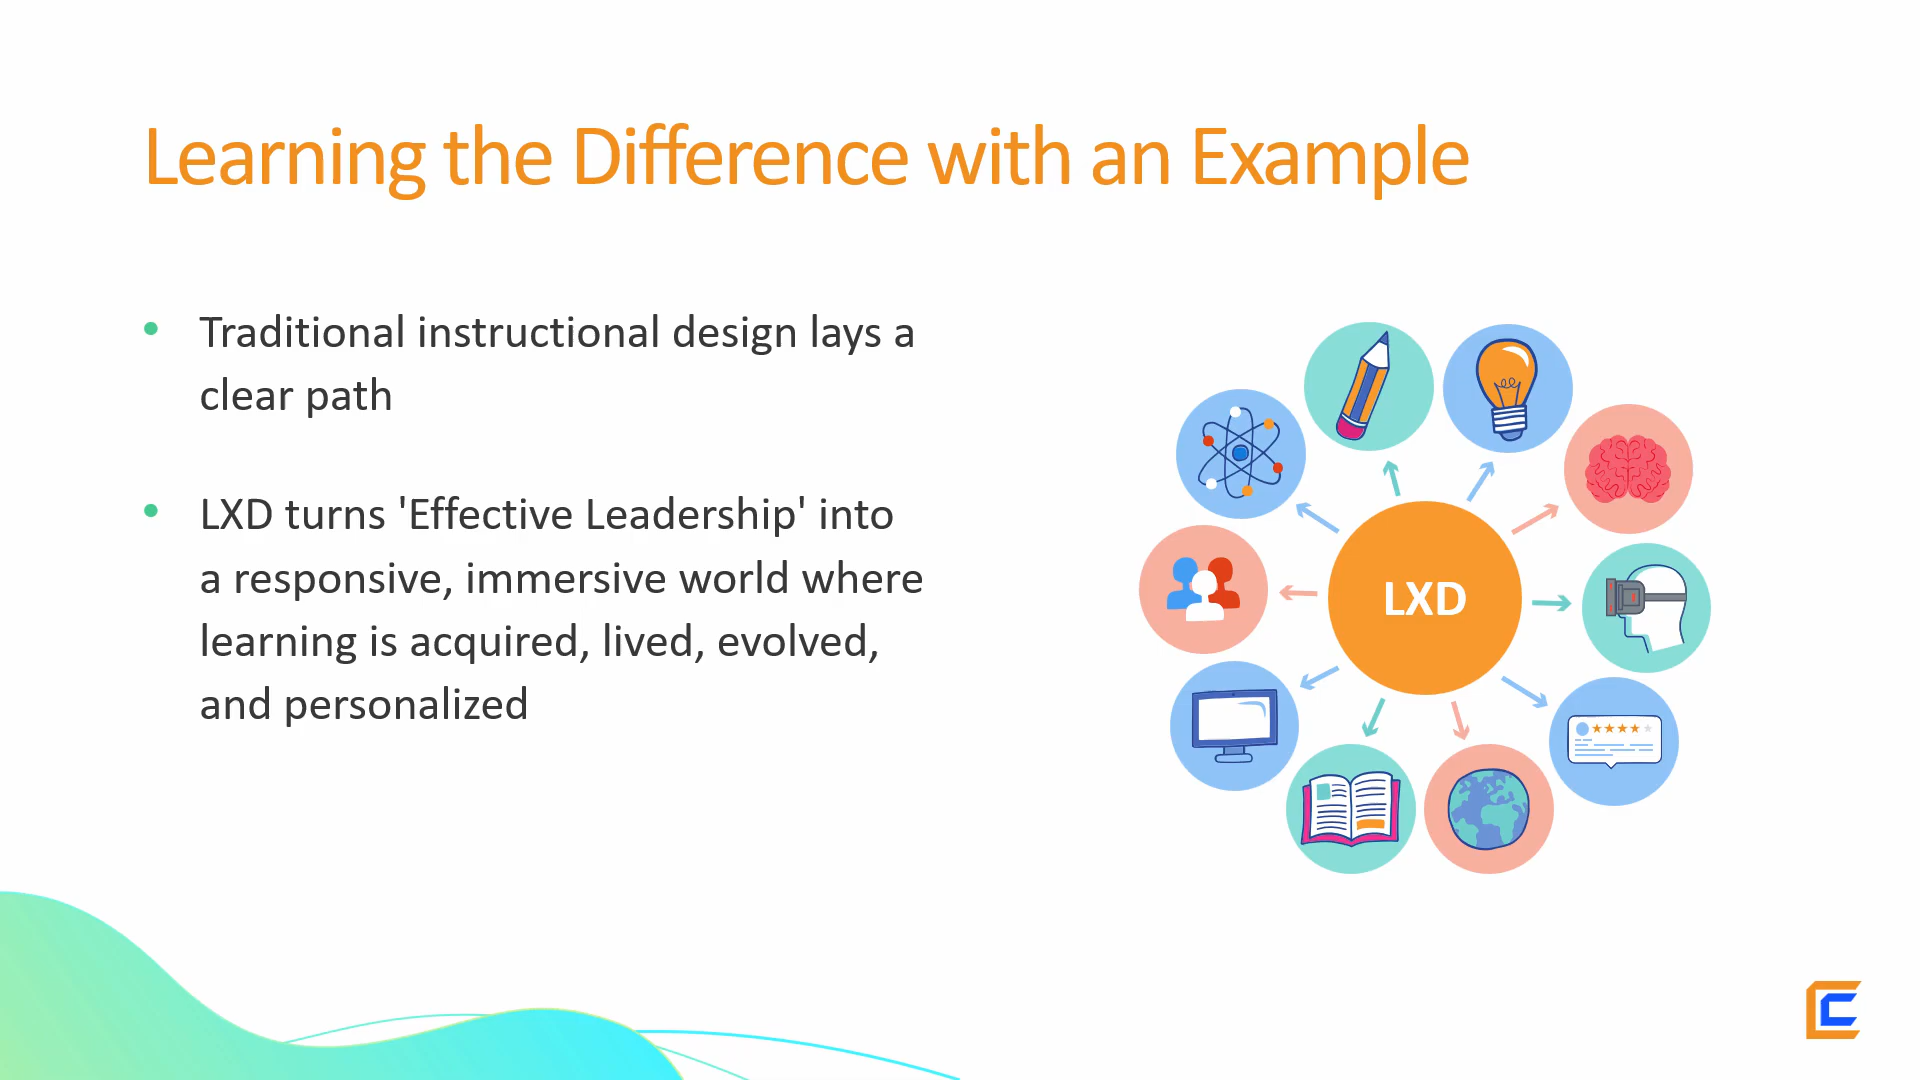 Learning the Difference with an Example
• Traditional instructional design lays a
clear path
• LXD turns 'Effective Leadership' into
a responsive, immersive world where
learning is acquired, lived, evolved,
and personalized
LXD